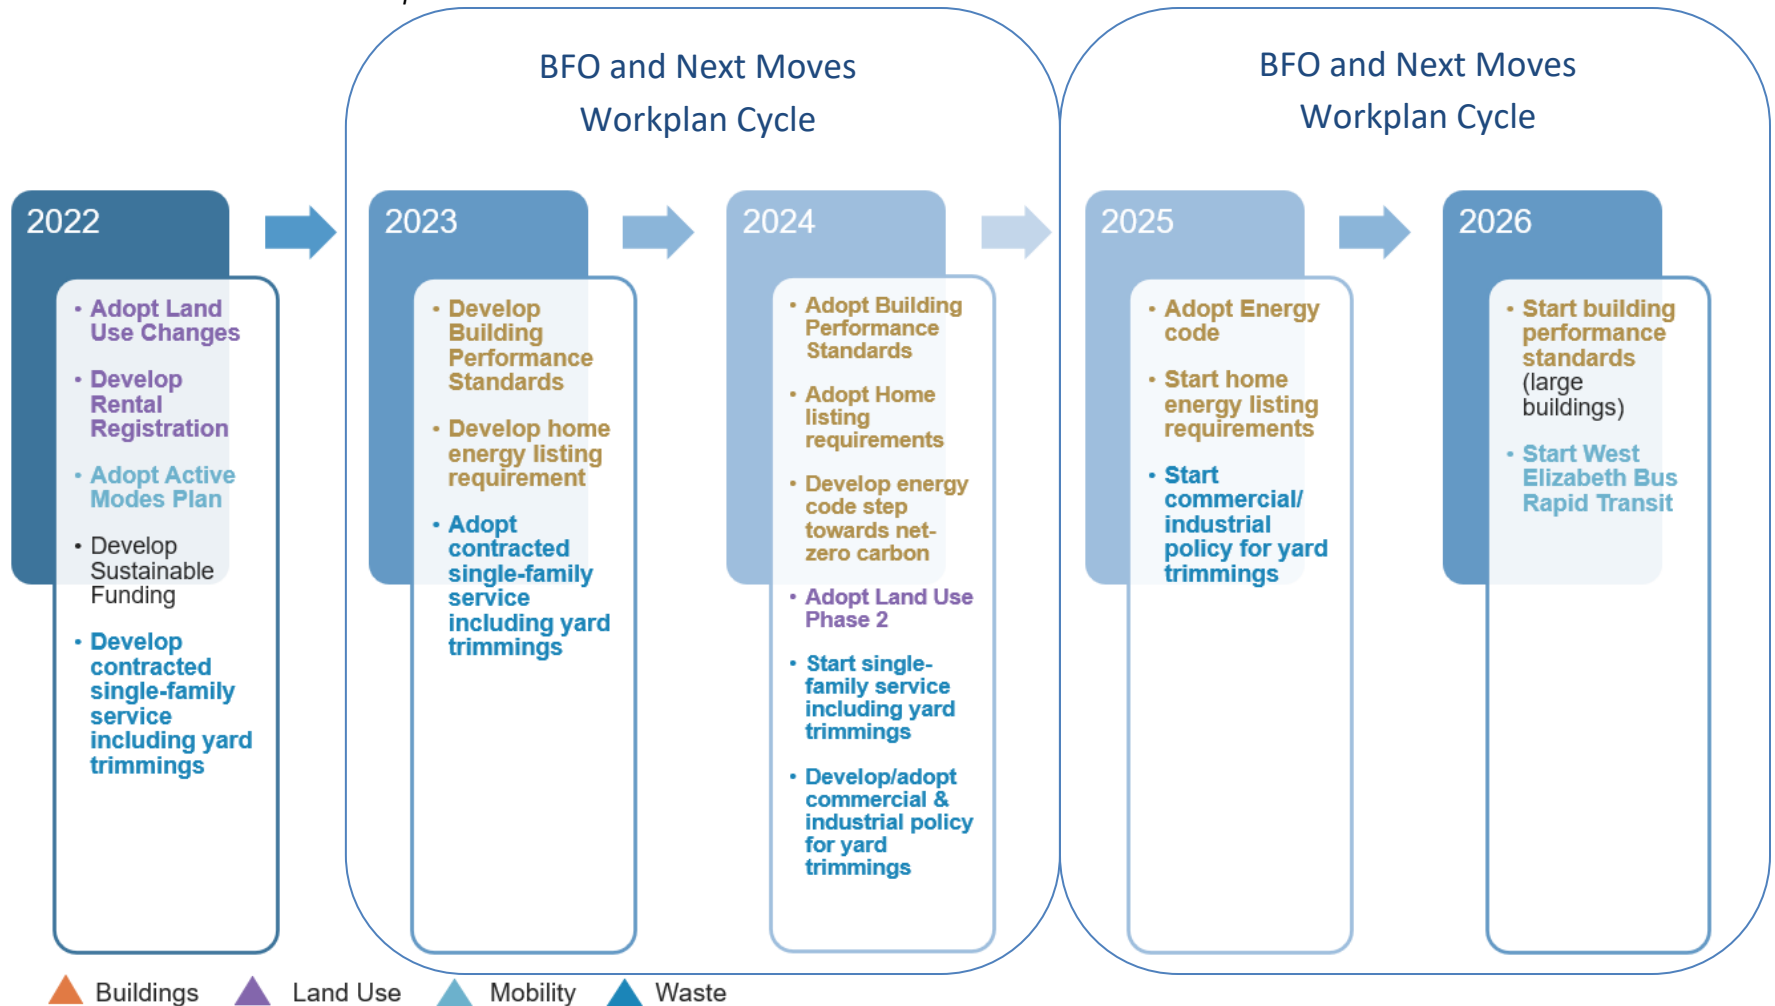 BFO and Next Moves
Workplan Cycle
BFO and Next Moves
Workplan Cycle
2022
• Adopt Land
Use Changes
• Develop
Rental
Registration
• Adopt Active
Modes Plan
• Develop
Sustainable
Funding
• Develop
contracted
single-family
service
including yard
trimmings
2023
• Develop
Building
Performance
Standards
• Develop home
energy listing
requirement
• Adopt
contracted
single-family
service
including yard
trimmings
2024
• Adopt Building
Performance
Standards
• Adopt Home
listing
requirements
• Develop energy
code step
towards net-
zero carbon
• Adopt Land Use
Phase 2
• Start single-
family service
including yard
trimmings
• Develop/adopt
commercial &
industrial policy
for yard
trimmings
2025
• Adopt Energy
code
• Start home
energy listing
requirements
• Start
commercial/
industrial
policy for yard
trimmings
2026
• Start building
performance
standards
(large
buildings)
• Start West
Elizabeth Bus
Rapid Transit
Buildings
Land Use
Mobility
Waste